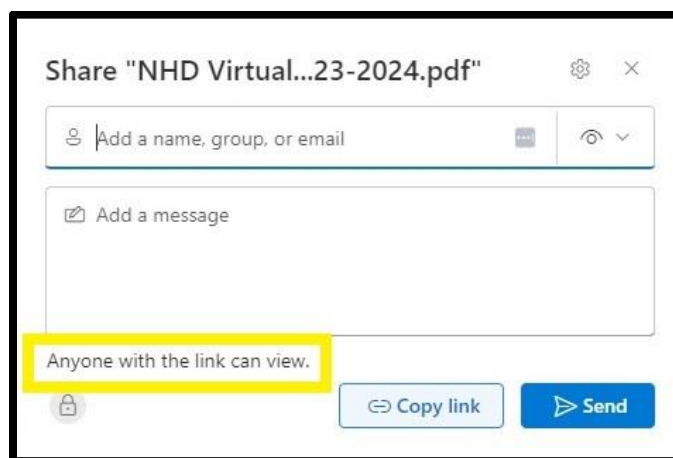 Share "NHD Virtual...23-2024.pdf"
Add a name, group, or email
Add a message
Anyone with the link can view.
Copy link
Send